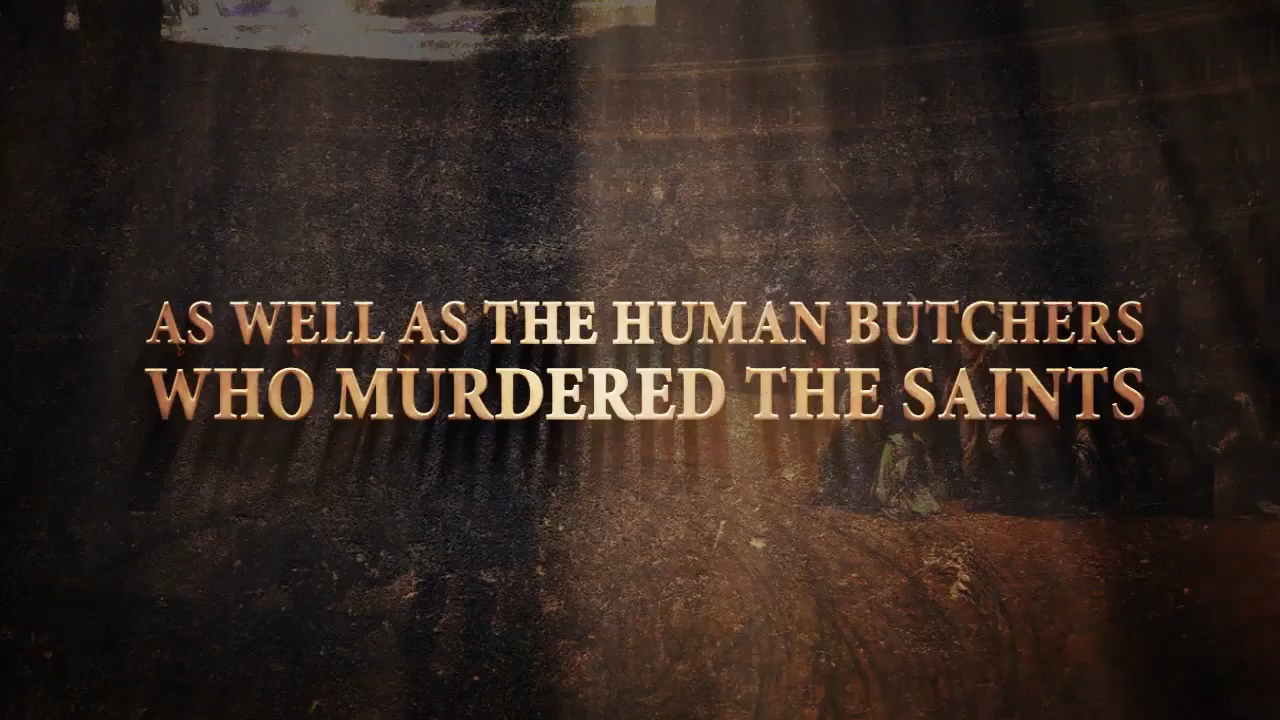 AS WELL AS THE HUMAN BUTCHERS
WHO MURDERED THE SAINTS